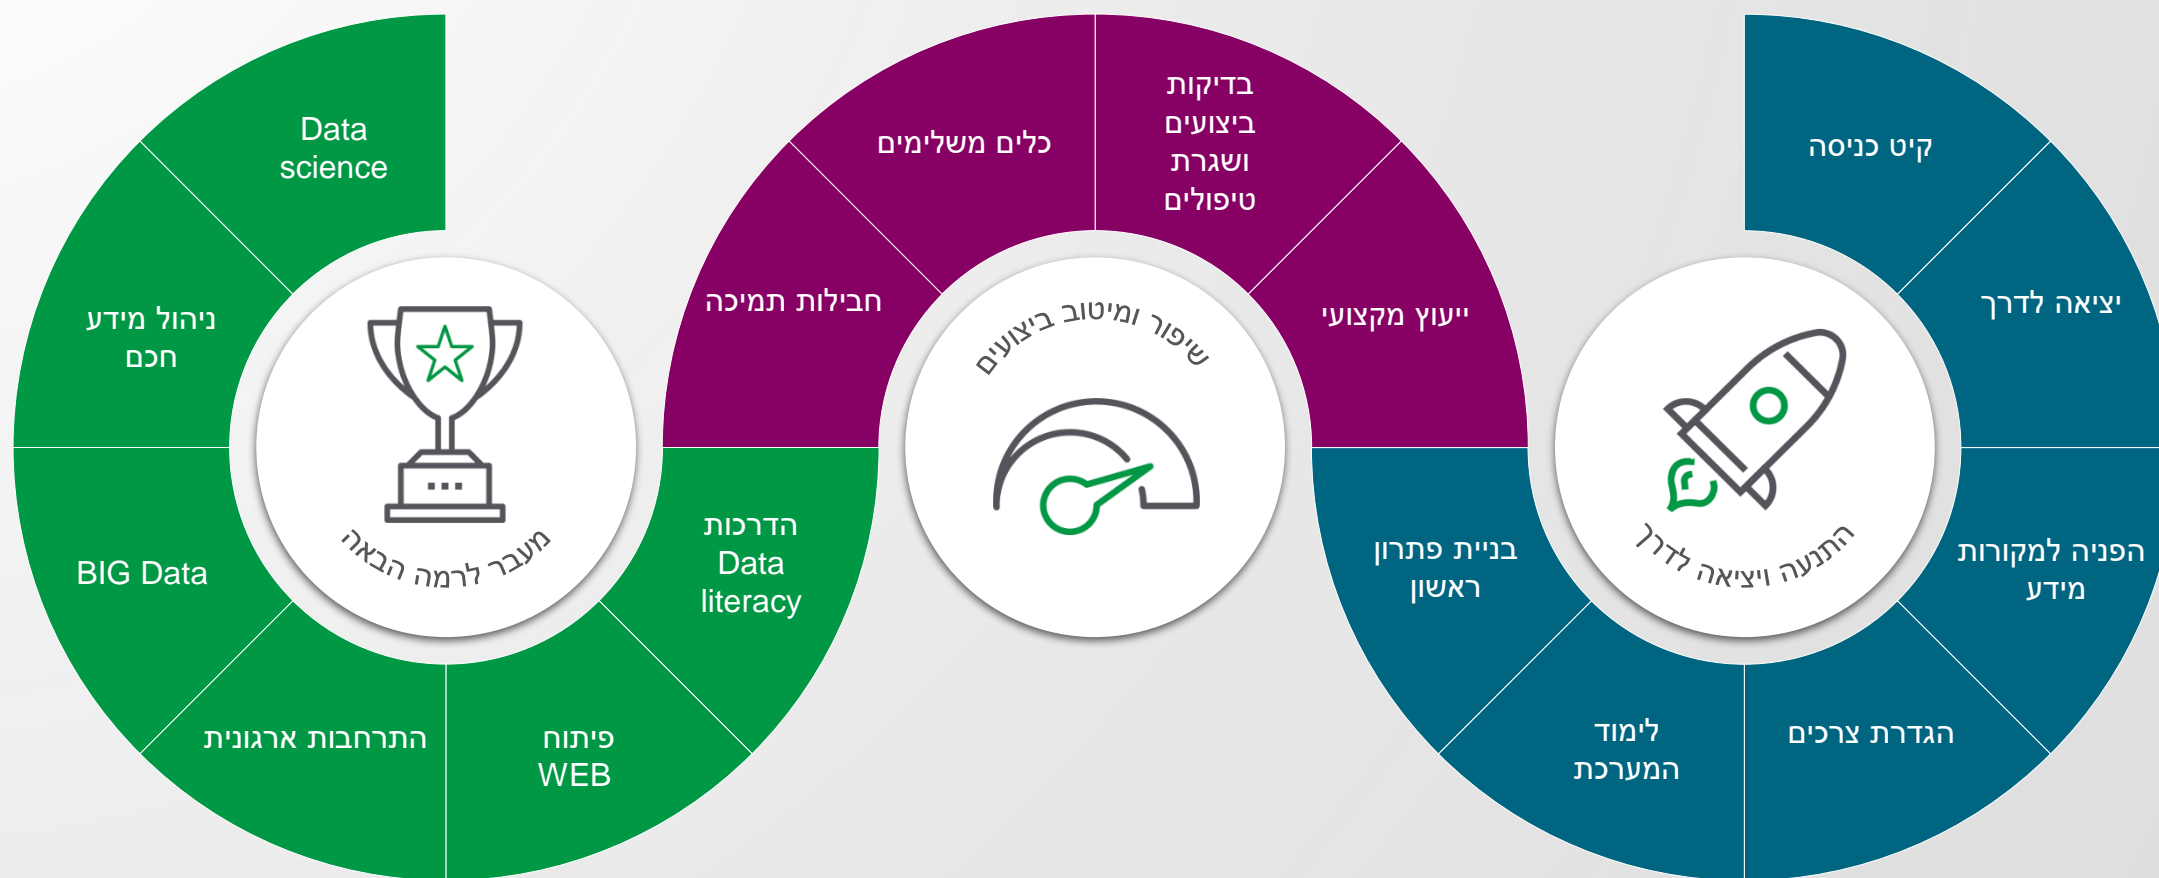 קיט כניסה
יציאה לדרך
הפניה למקורות
מידע
הגדרת צרכים
לימוד
המערכת
בניית פתרון
ראשון
התנעה ויציאה לדרך
ייעוץ מקצועי
בדיקות
ביצועים
ושגרת
טיפולים
כלים משלימים
חבילות תמיכה
שיפור ומיטוב ביצועים
הדרכות
Data
literacy
פיתוח
WEB
התרחבות ארגונית
BIG Data
ניהול מידע
חכם
Data
science
מעבר לרמה הבאה